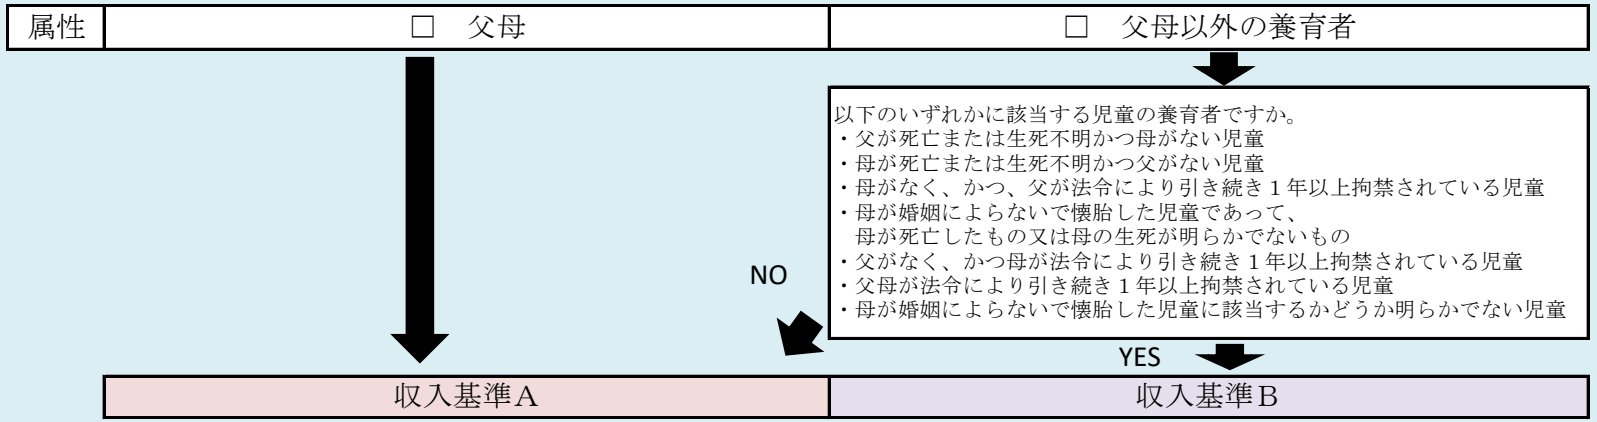 属性
□　父母
□　父母以外の養育者
以下のいずれかに該当する児童の養育者ですか。
・父が死亡または生死不明かつ母がない児童
・母が死亡または生死不明かつ父がない児童
・母がなく、かつ、父が法令により引き続き１年以上拘禁されている児童
・母が婚姻によらないで懐胎した児童であって、
　母が死亡したもの又は母の生死が明らかでないもの
・父がなく、かつ母が法令により引き続き１年以上拘禁されている児童
・父母が法令により引き続き１年以上拘禁されている児童
・母が婚姻によらないで懐胎した児童に該当するかどうか明らかでない児童
NO
YES
収入基準Ａ
収入基準Ｂ